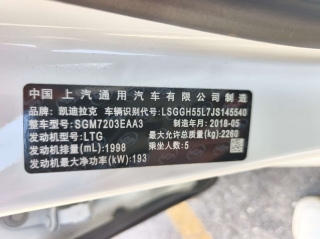 中国 上汽通用汽车有限公司 制造
品牌 凯迪拉克 车辆识别代号: LSGGH55L7JS145540
整车型号: SGM7203EAA3 制造年月: 2018-05
发动机型号: LTG 最大允许总质量(kg): 2260
发动机排量(mL): 1998 乘坐人数: 5
发动机最大净功率(kW): 193